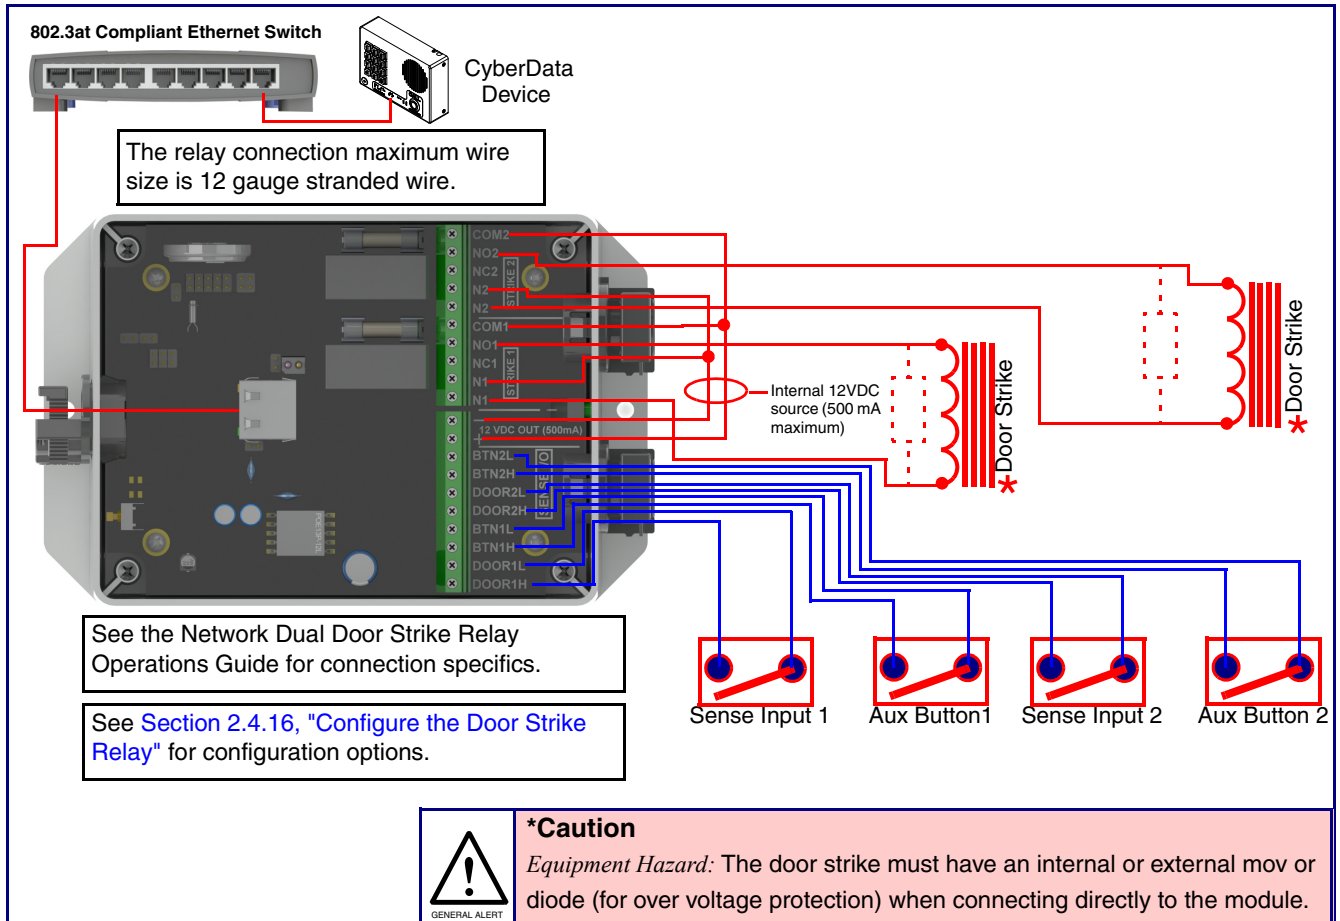 802.3at Compliant Ethernet Switch
CyberData
Device
The relay connection maximum wire
size is 12 gauge stranded wire.
COM2
NO2
NC2
N2
N2
STRIKE 2
COM1
NO1
NC1
N1
N1
STRIKE 1
-
12 VDC OUT (500mA)
+
BTN2L
BTN2H
DOOR2L
DOOR2H
BTN1L
BTN1H
DOOR1L
DOOR1H
SENSE I/O
Internal 12VDC
source (500 mA
maximum)
*Door Strike
*Door Strike
Sense Input 1
Aux Button1
Sense Input 2
Aux Button 2
See the Network Dual Door Strike Relay
Operations Guide for connection specifics.
See Section 2.4.16, "Configure the Door Strike
Relay" for configuration options.
GENERAL ALERT
*Caution
Equipment Hazard: The door strike must have an internal or external mov or
diode (for over voltage protection) when connecting directly to the module.